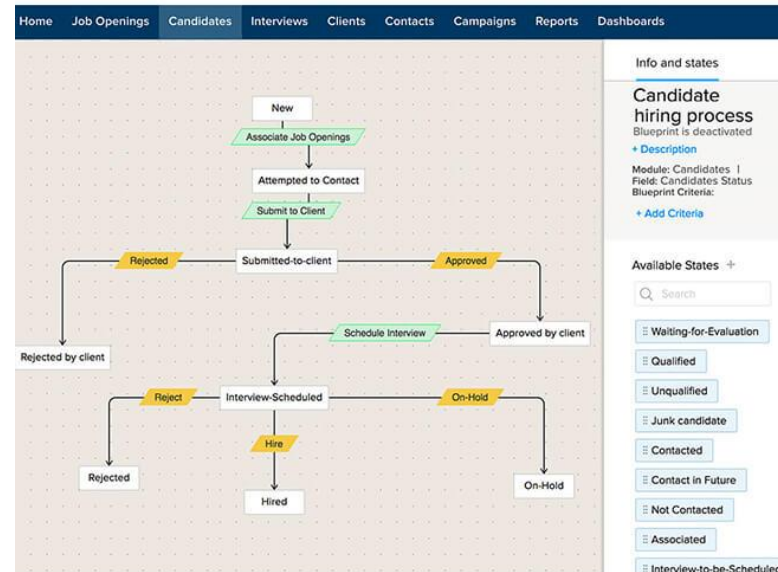 Home Job Openings Candidates Interviews Clients Contacts Campaigns Reports Dashboards
New
Associate Job Openings
Attempted to Contact
Submit to Client
Rejected
Submitted-to-client
Approved
Schedule Interview
Approved by client
Rejected by client
Reject
Interview-Scheduled
On-Hold
Hire
Rejected
On-Hold
Hired
Info and states
Candidate
hiring process
Blueprint is deactivated
+ Description
Module: Candidates |
Field: Candidates Status
Blueprint Criteria:
+ Add Criteria
Available States +
Search
Waiting-for-Evaluation
Qualified
Unqualified
Junk candidate
Contacted
Contact in Future
Not Contacted
Associated
Interview-to-be-Scheduled